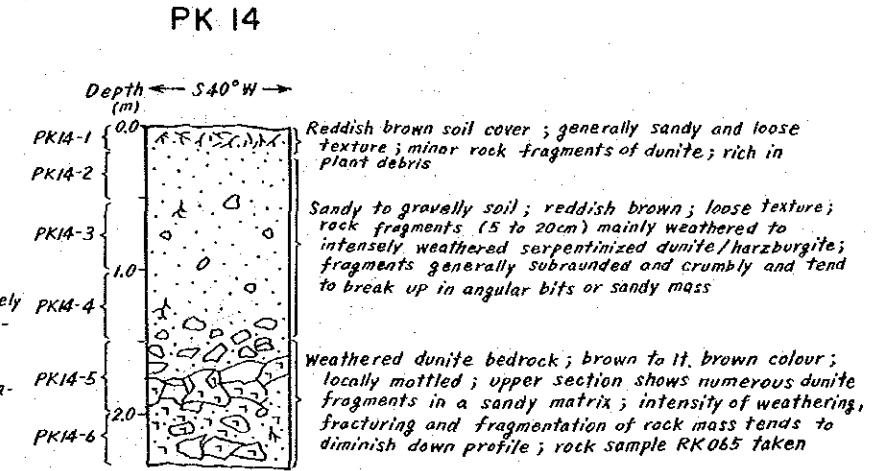 PK 14
Depth S40°W
(m)
0.0
PK14-1
PK14-2
PK14-3
1.0
PK14-4
PK14-5
2.0
PK14-6
Reddish brown soil cover ; generally sandy and loose
texture ; minor rock fragments of dunite ; rich in
plant debris
Sandy to gravelly soil ; reddish brown ; loose texture ;
rock fragments (5 to 20cm) mainly weathered to
intensely weathered serpentinized dunite/harzburgite ;
fragments generally subrounded and crumbly and tend
to break up in angular bits or sandy mass
Weathered dunite bedrock ; brown to lt. brown colour ;
locally mottled ; upper section shows numerous dunite
fragments in a sandy matrix ; intensity of weathering,
fracturing and fragmentation of rock mass tends to
diminish down profile ; rock sample RK065 taken
ely
-
a-